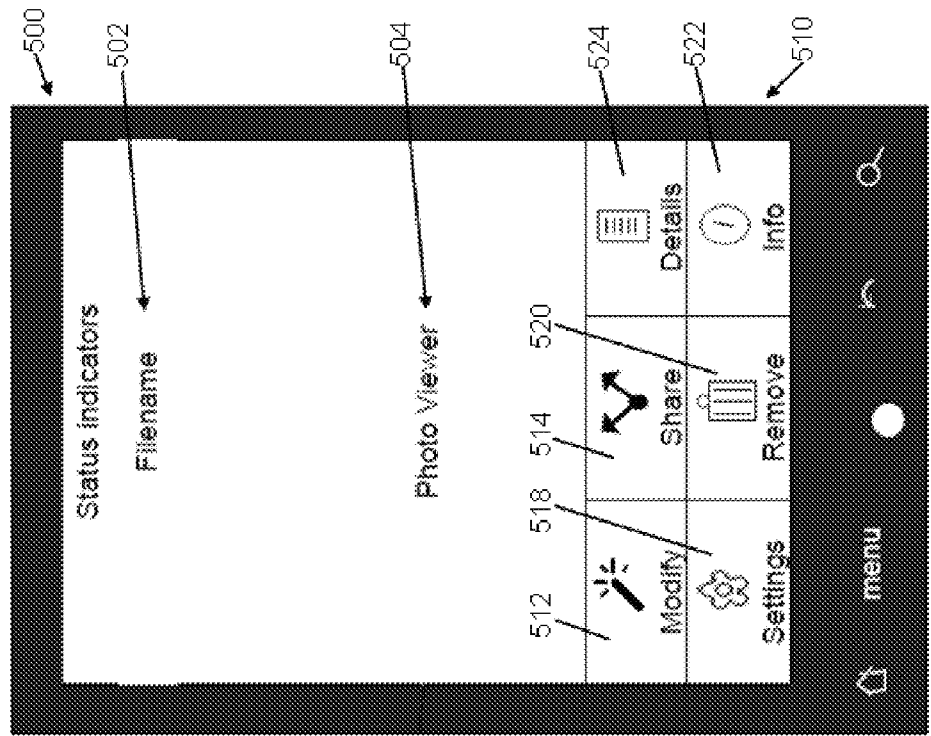 500
502
Status indicators
Filename
504
Photo Viewer
512
518
514
520
524
Modify
Share
Details
522
Settings
Remove
i
Info
510
menu